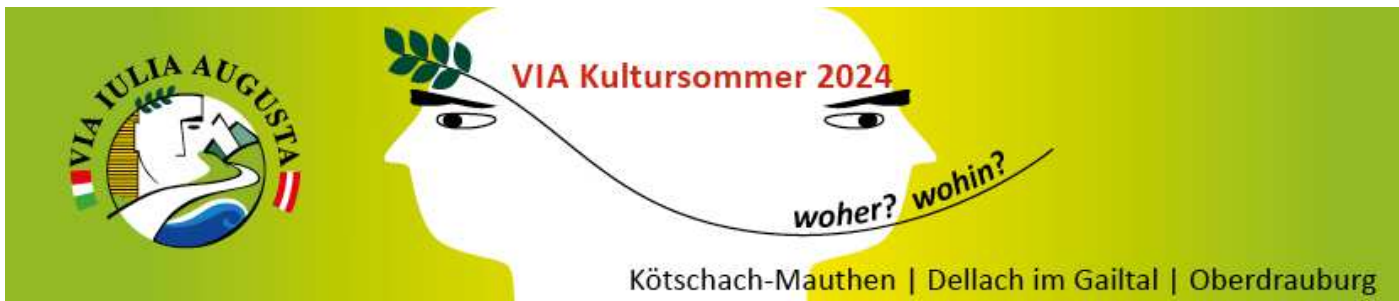 VIA IULIA AUGUSTA
VIA Kultursommer 2024
woher? wohin?
Kötschach-Mauthen | Dellach im Gailtal | Oberdrauburg